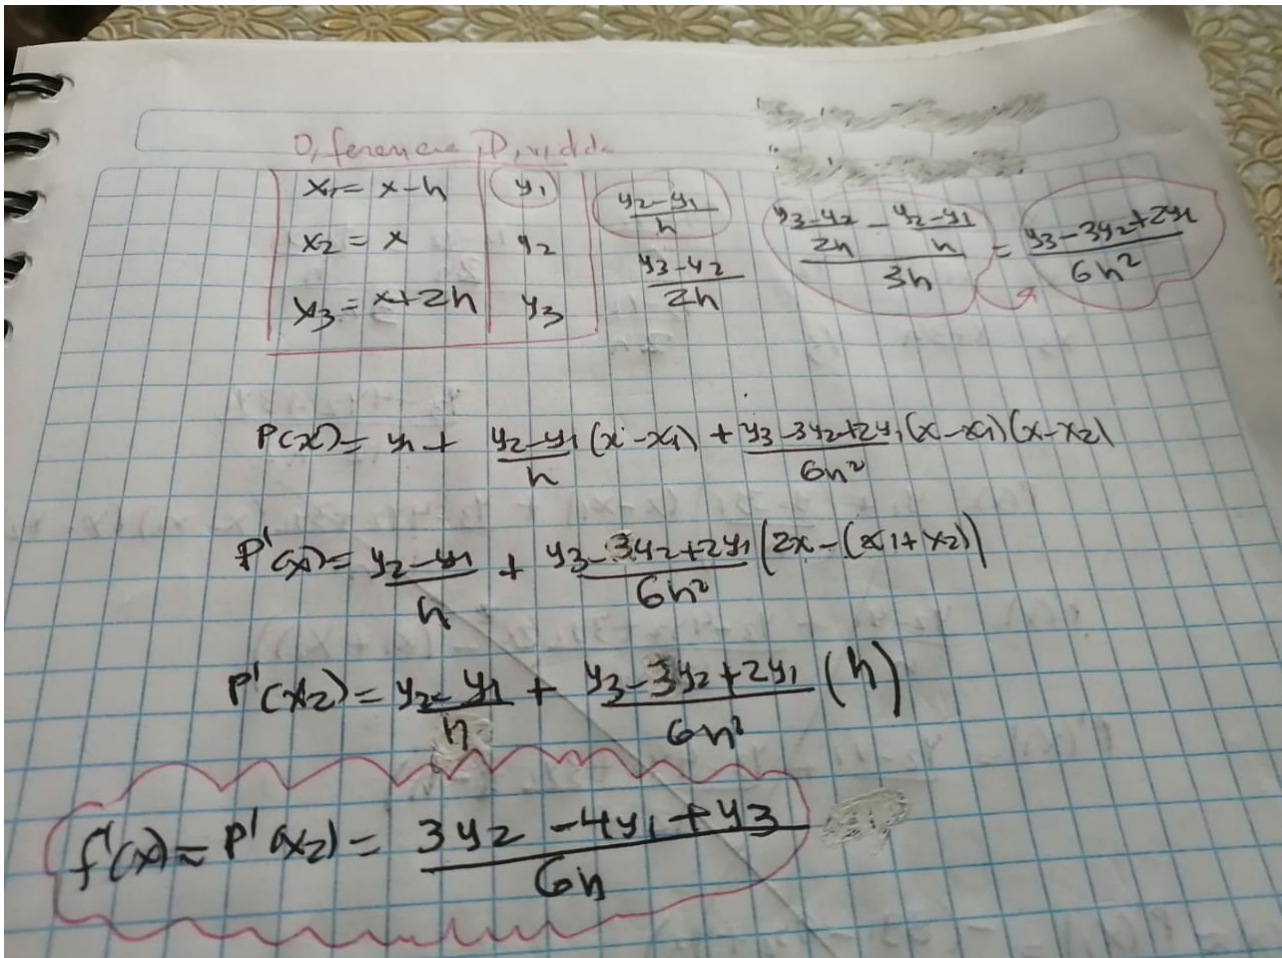 Diferencia Dividida
x1 = x-h y1 (y2-y1)/h ((y3-y2)/2h - (y2-y1)/h)/3h = (y3-3y2+2y1)/6h²
x2 = x y2 (y3-y2)/2h
x3 = x+2h y3
P(x) = y1 + (y2-y1)/h (x-x1) + (y3-3y2+2y1)/6h² (x-x1)(x-x2)
P'(x) = (y2-y1)/h + (y3-3y2+2y1)/6h² (2x-(x1+x2))
P'(x2) = (y2-y1)/h + (y3-3y2+2y1)/6h² (h)
f'(x) ≈ P'(x2) = (3y2-4y1+y3)/6h